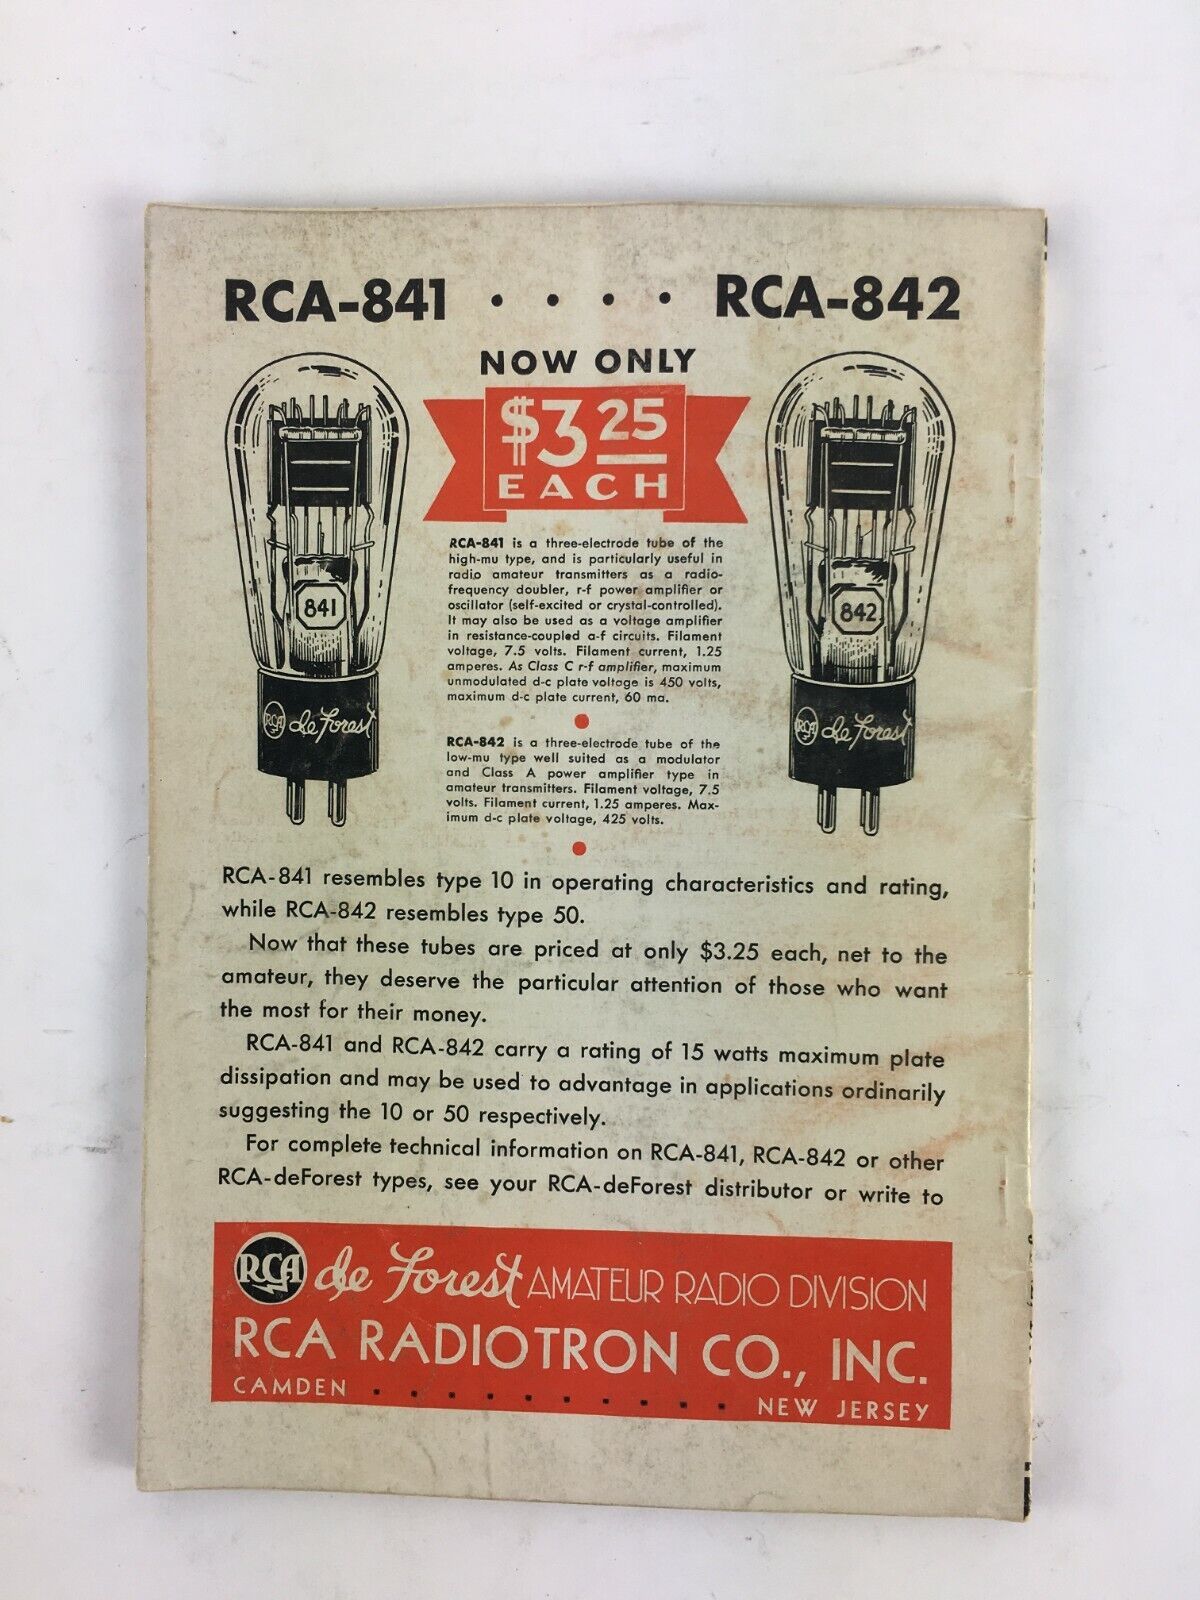 RCA-841 · · · · RCA-842
NOW ONLY
$3.25
EACH
841
842
RCA-841 is a three-electrode tube of the
high-mu type, and is particularly useful in
radio amateur transmitters as a radio-
frequency doubler, r-f power amplifier or
oscillator (self-excited or crystal-controlled).
It may also be used as a voltage amplifier
in resistance-coupled a-f circuits. Filament
voltage, 7.5 volts. Filament current, 1.25
amperes. As Class C r-f amplifier, maximum
unmodulated d-c plate voltage is 450 volts,
maximum d-c plate current, 60 ma.
RCA de Forest
RCA de Forest
RCA-842 is a three-electrode tube of the
low-mu type well suited as a modulator
and Class A power amplifier type in
amateur transmitters. Filament voltage, 7.5
volts. Filament current, 1.25 amperes. Max-
imum d-c plate voltage, 425 volts.
RCA-841 resembles type 10 in operating characteristics and rating,
while RCA-842 resembles type 50.
Now that these tubes are priced at only $3.25 each, net to the
amateur, they deserve the particular attention of those who want
the most for their money.
RCA-841 and RCA-842 carry a rating of 15 watts maximum plate
dissipation and may be used to advantage in applications ordinarily
suggesting the 10 or 50 respectively.
For complete technical information on RCA-841, RCA-842 or other
RCA-deForest types, see your RCA-deForest distributor or write to
RCA de Forest AMATEUR RADIO DIVISION
RCA RADIOTRON CO., INC.
CAMDEN . . . . . . . . . . NEW JERSEY